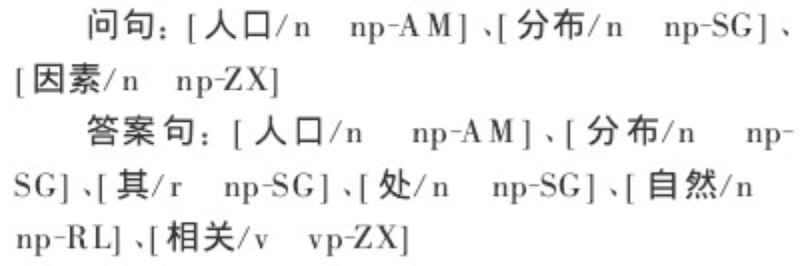 问句：[人口/n np-AM]、[分布/n np-SG]、
[因素/n np-ZX]
答案句：[人口/n np-AM]、[分布/n np-
SG]、[其/r np-SG]、[处/n np-SG]、[自然/n
np-RL]、[相关/v vp-ZX]